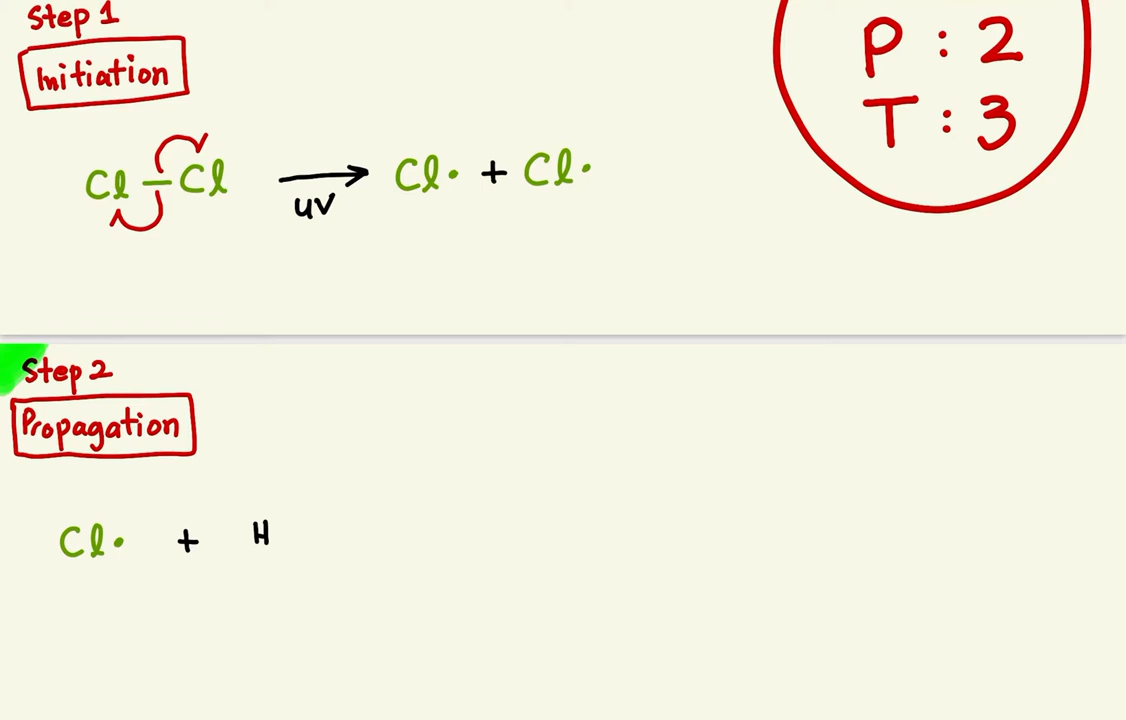 Step 1
Initiation
P : 2
T : 3
Cl – Cl → Cl· + Cl·
uv
Step 2
Propagation
Cl· + H